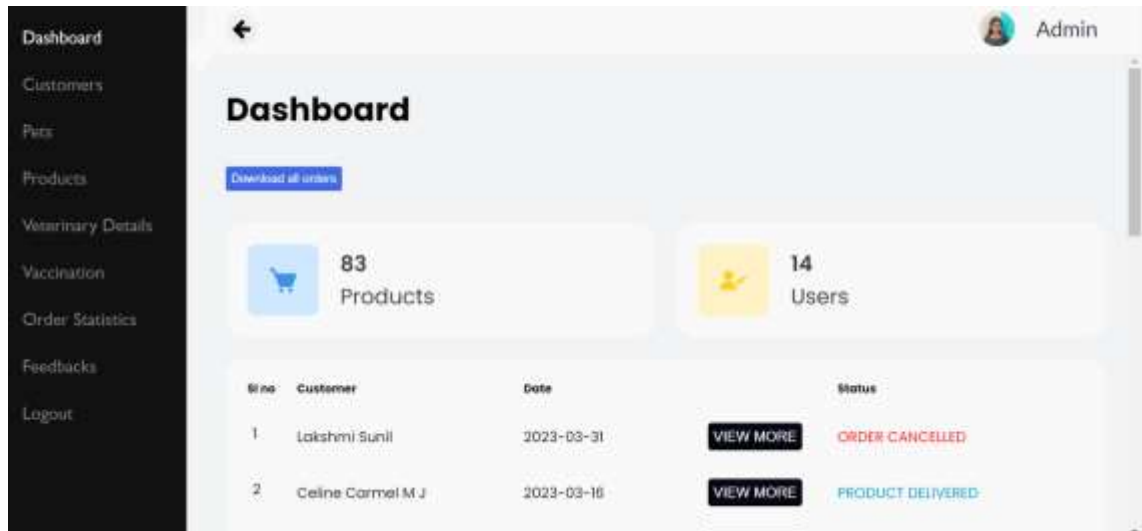 Dashboard
Customers
Pets
Products
Veterinary Details
Vaccination
Order Statistics
Feedbacks
Logout
Admin
Dashboard
Download all orders
83
Products
14
Users
Sl no Customer Date Status
1 Lakshmi Sunil 2023-03-31 VIEW MORE ORDER CANCELLED
2 Celine Carmel M J 2023-03-16 VIEW MORE PRODUCT DELIVERED